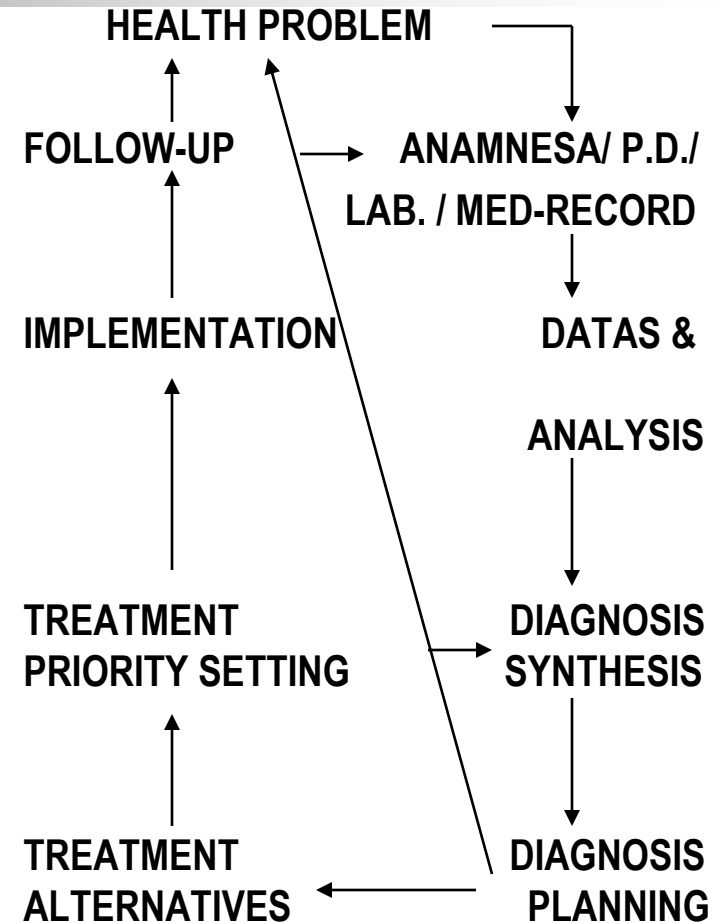 HEALTH PROBLEM
FOLLOW-UP
ANAMNESA/ P.D./
LAB. / MED-RECORD
IMPLEMENTATION
DATAS &
ANALYSIS
TREATMENT
PRIORITY SETTING
DIAGNOSIS
SYNTHESIS
TREATMENT
ALTERNATIVES
DIAGNOSIS
PLANNING